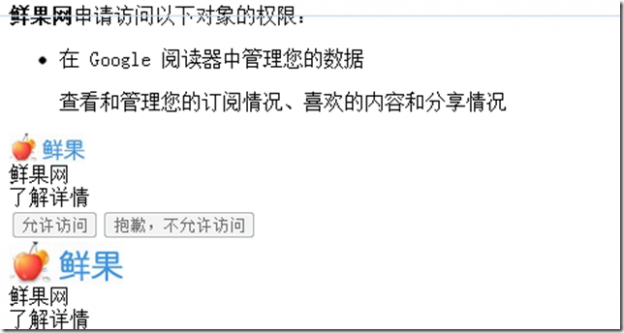 鲜果网申请访问以下对象的权限：
在 Google 阅读器中管理您的数据
查看和管理您的订阅情况、喜欢的内容和分享情况
鲜果
鲜果网
了解详情
允许访问 抱歉，不允许访问
鲜果
鲜果网
了解详情